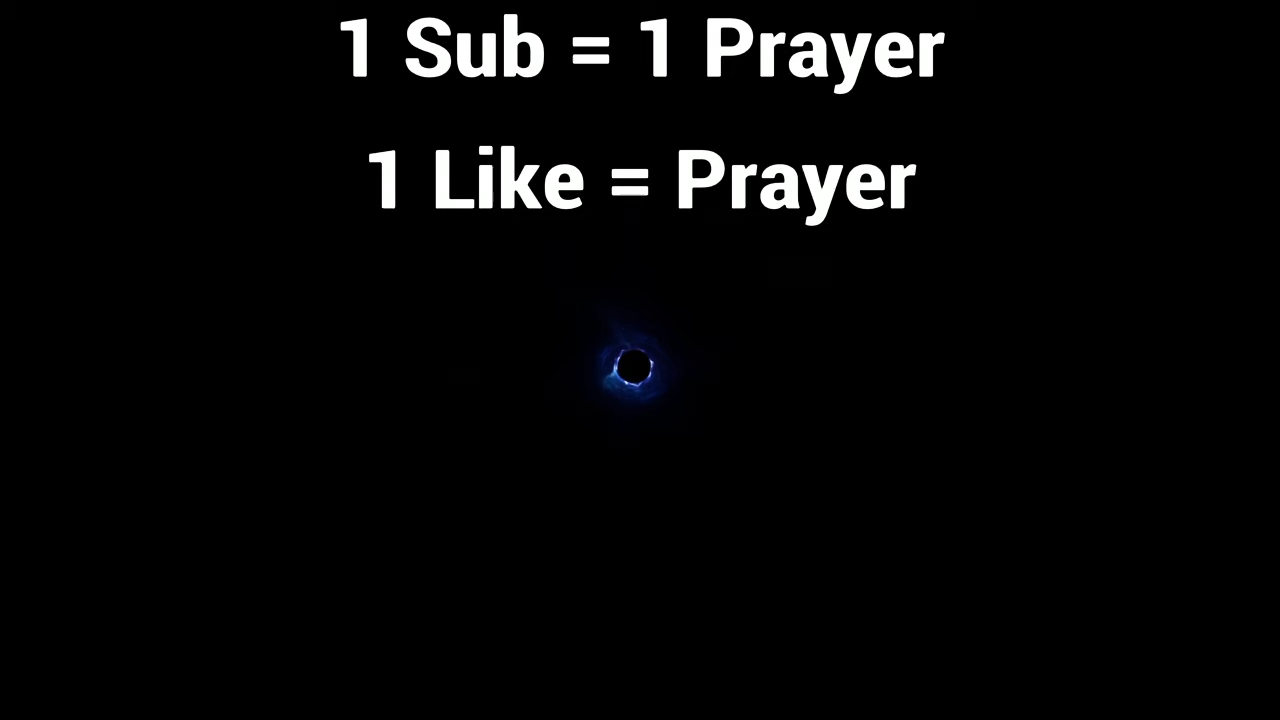 1 Sub = 1 Prayer
1 Like = Prayer